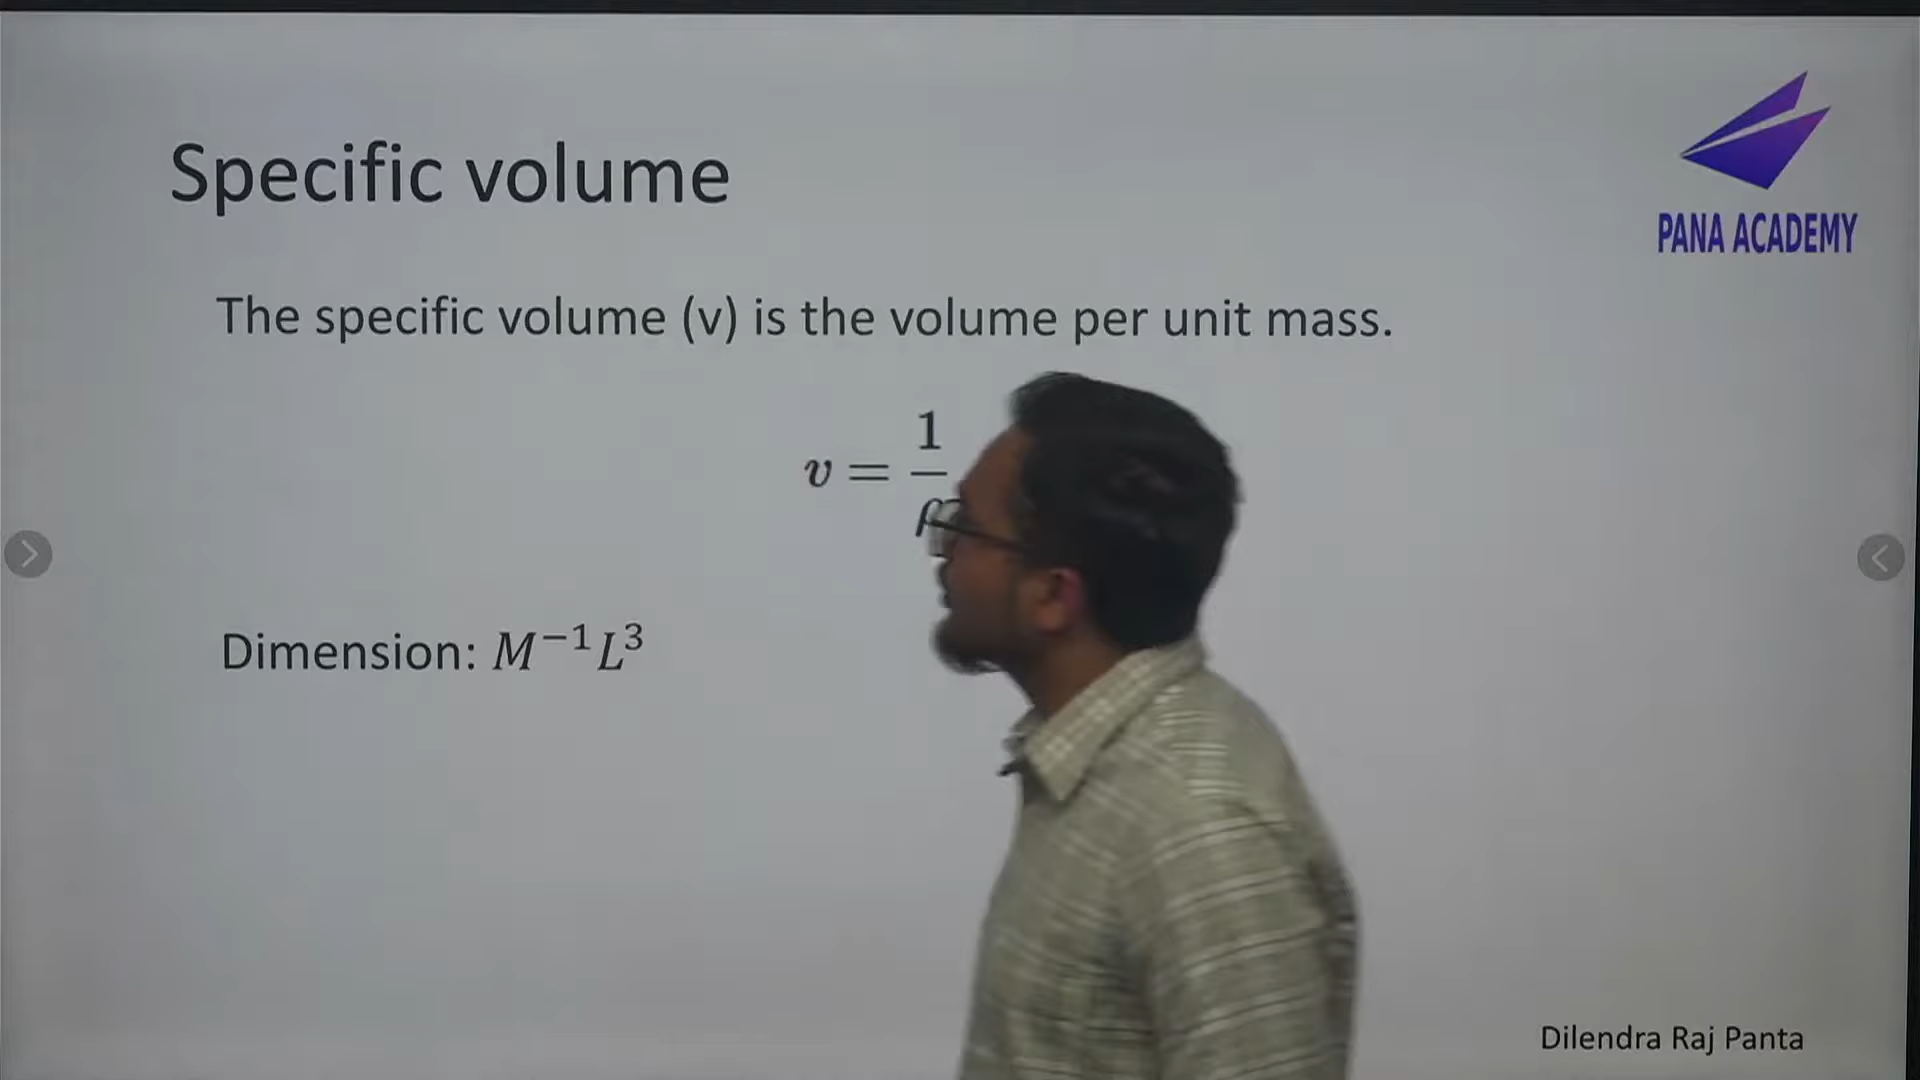 Specific volume
PANA ACADEMY
The specific volume (v) is the volume per unit mass.
v = 1/ρ
Dimension: M⁻¹L³
Dilendra Raj Panta